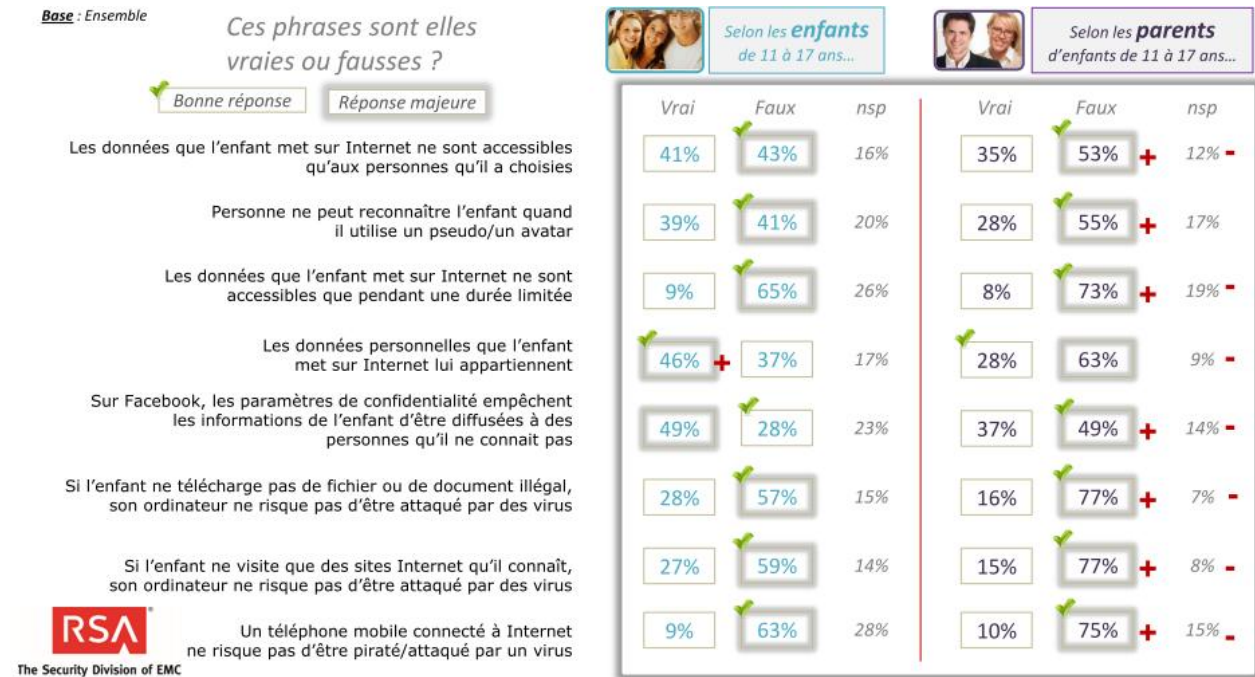 Base : Ensemble
Ces phrases sont elles
vraies ou fausses ?
Bonne réponse
Réponse majeure
Selon les enfants
de 11 à 17 ans...
Selon les parents
d'enfants de 11 à 17 ans...
Vrai Faux nsp Vrai Faux nsp
Les données que l'enfant met sur Internet ne sont accessibles
qu'aux personnes qu'il a choisies
41% 43% 16% 35% 53% + 12% -
Personne ne peut reconnaître l'enfant quand
il utilise un pseudo/un avatar
39% 41% 20% 28% 55% + 17%
Les données que l'enfant met sur Internet ne sont
accessibles que pendant une durée limitée
9% 65% 26% 8% 73% + 19% -
Les données personnelles que l'enfant
met sur Internet lui appartiennent
46% + 37% 17% 28% 63% 9% -
Sur Facebook, les paramètres de confidentialité empêchent
les informations de l'enfant d'être diffusées à des
personnes qu'il ne connait pas
49% 28% 23% 37% 49% + 14% -
Si l'enfant ne télécharge pas de fichier ou de document illégal,
son ordinateur ne risque pas d'être attaqué par des virus
28% 57% 15% 16% 77% + 7% -
Si l'enfant ne visite que des sites Internet qu'il connaît,
son ordinateur ne risque pas d'être attaqué par des virus
27% 59% 14% 15% 77% + 8% -
Un téléphone mobile connecté à Internet
ne risque pas d'être piraté/attaqué par un virus
9% 63% 28% 10% 75% + 15% -
RSA
The Security Division of EMC